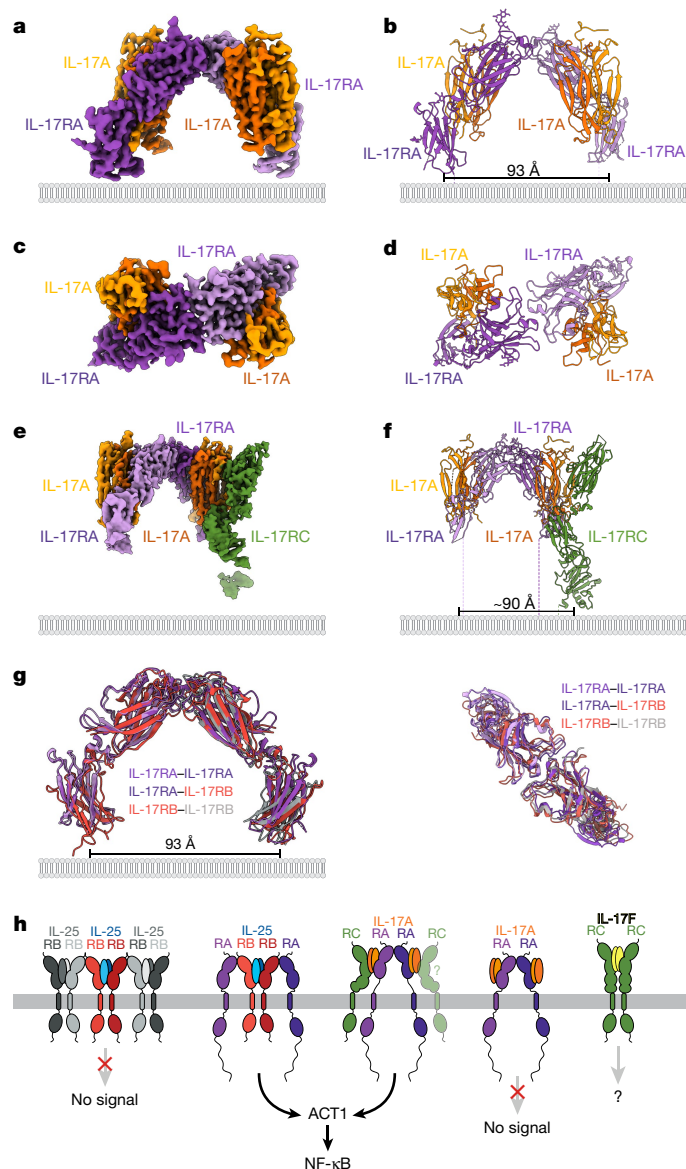 a
IL-17A
IL-17RA
IL-17RA
IL-17A
b
IL-17A
IL-17RA
IL-17A
IL-17RA
93 Å
c
IL-17RA
IL-17A
IL-17RA
IL-17A
d
IL-17A
IL-17RA
IL-17RA
IL-17A
e
IL-17RA
IL-17A
IL-17RA
IL-17A
IL-17RC
f
IL-17RA
IL-17A
IL-17RA
IL-17A
IL-17RC
~90 Å
g
IL-17RA–IL-17RA
IL-17RA–IL-17RB
IL-17RB–IL-17RB
93 Å
IL-17RA–IL-17RA
IL-17RA–IL-17RB
IL-17RB–IL-17RB
h
IL-25 IL-25 IL-25
RB RB RB RB RB RB
No signal
IL-25
RA RB RB RA
IL-17A
RC RA RA RC
?
ACT1
NF-κB
IL-17A
RA RA
No signal
IL-17F
RC RC
?